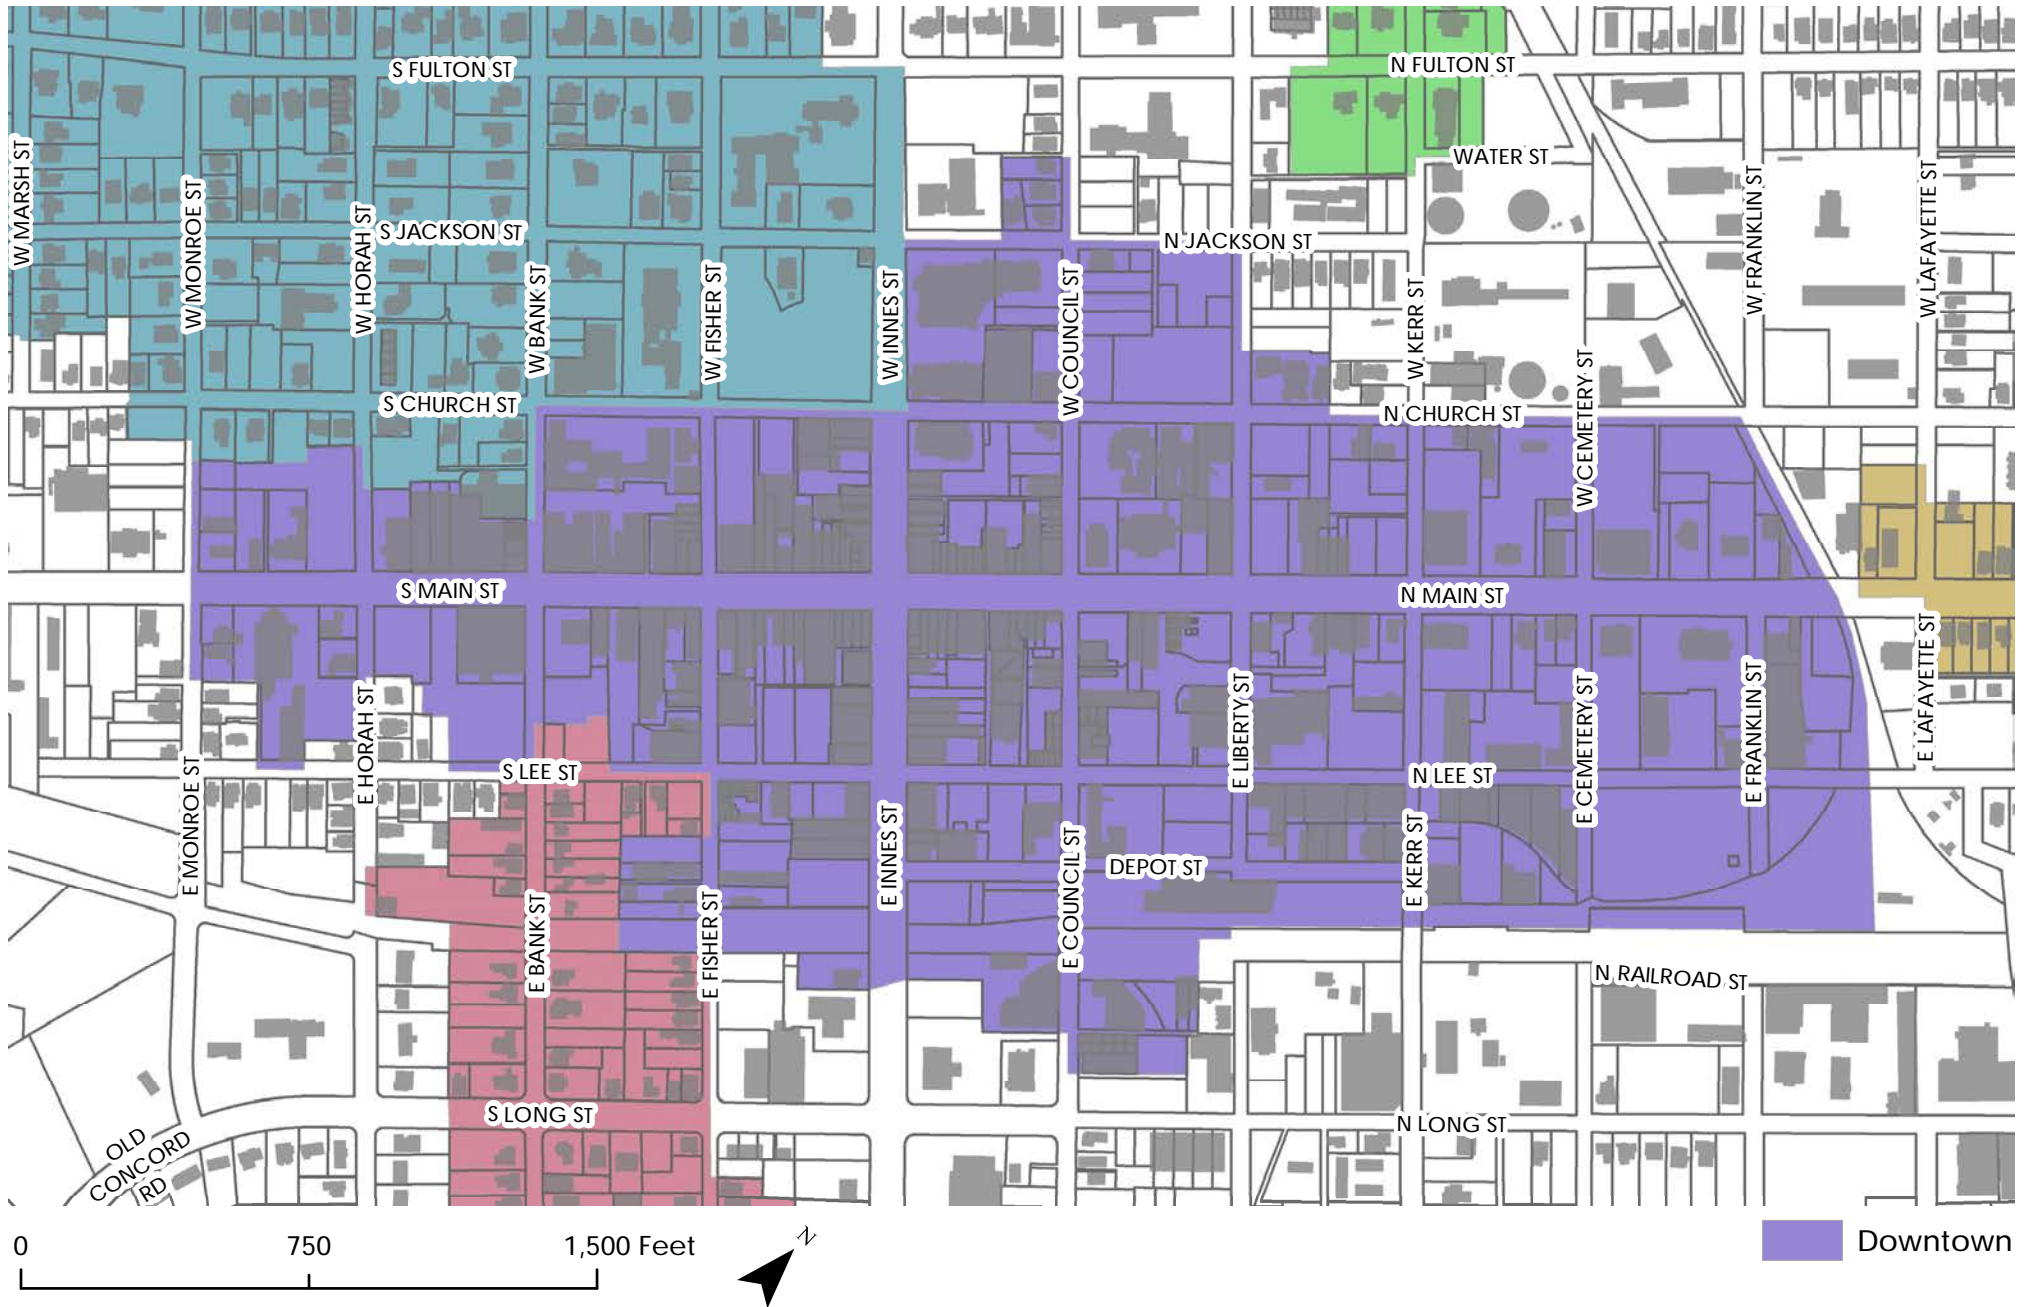 S FULTON ST
N FULTON ST
WATER ST
W MARSH ST
W MONROE ST
W HORAH ST
S JACKSON ST
N JACKSON ST
W BANK ST
W FISHER ST
W INNES ST
W COUNCIL ST
W KERR ST
W CEMETERY ST
W FRANKLIN ST
W LAFAYETTE ST
S CHURCH ST
N CHURCH ST
S MAIN ST
N MAIN ST
E MONROE ST
E HORAH ST
S LEE ST
N LEE ST
E BANK ST
E FISHER ST
E INNES ST
E COUNCIL ST
DEPOT ST
E LIBERTY ST
E KERR ST
E CEMETERY ST
E FRANKLIN ST
E LAFAYETTE ST
N RAILROAD ST
S LONG ST
N LONG ST
OLD
CONCORD
RD
0 750 1,500 Feet
N
Downtown